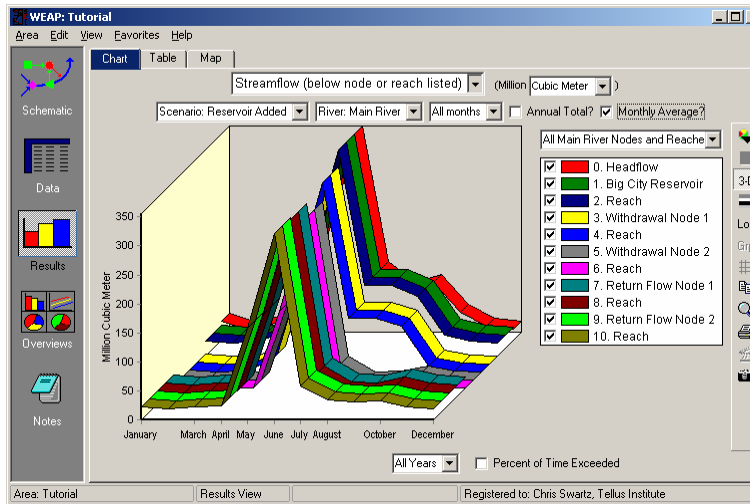 WEAP: Tutorial
Area Edit View Favorites Help
Chart Table Map
Streamflow (below node or reach listed) (Million Cubic Meter )
Scenario: Reservoir Added River: Main River All months Annual Total? Monthly Average?
All Main River Nodes and Reache
Schematic
Data
Results
Overviews
Notes
Million Cubic Meter
350
300
250
200
150
100
50
0
January March April May June July August October December
0. Headflow
1. Big City Reservoir
2. Reach
3. Withdrawal Node 1
4. Reach
5. Withdrawal Node 2
6. Reach
7. Return Flow Node 1
8. Reach
9. Return Flow Node 2
10. Reach
3-D
Lo
Gr
All Years Percent of Time Exceeded
Area: Tutorial Results View Registered to: Chris Swartz, Tellus Institute